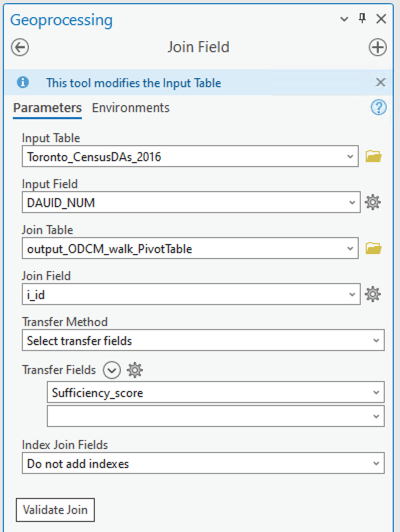 Geoprocessing
Join Field
This tool modifies the Input Table
Parameters Environments
Input Table
Toronto_CensusDAs_2016
Input Field
DAUID_NUM
Join Table
output_ODCM_walk_PivotTable
Join Field
i_id
Transfer Method
Select transfer fields
Transfer Fields
Sufficiency_score
Index Join Fields
Do not add indexes
Validate Join